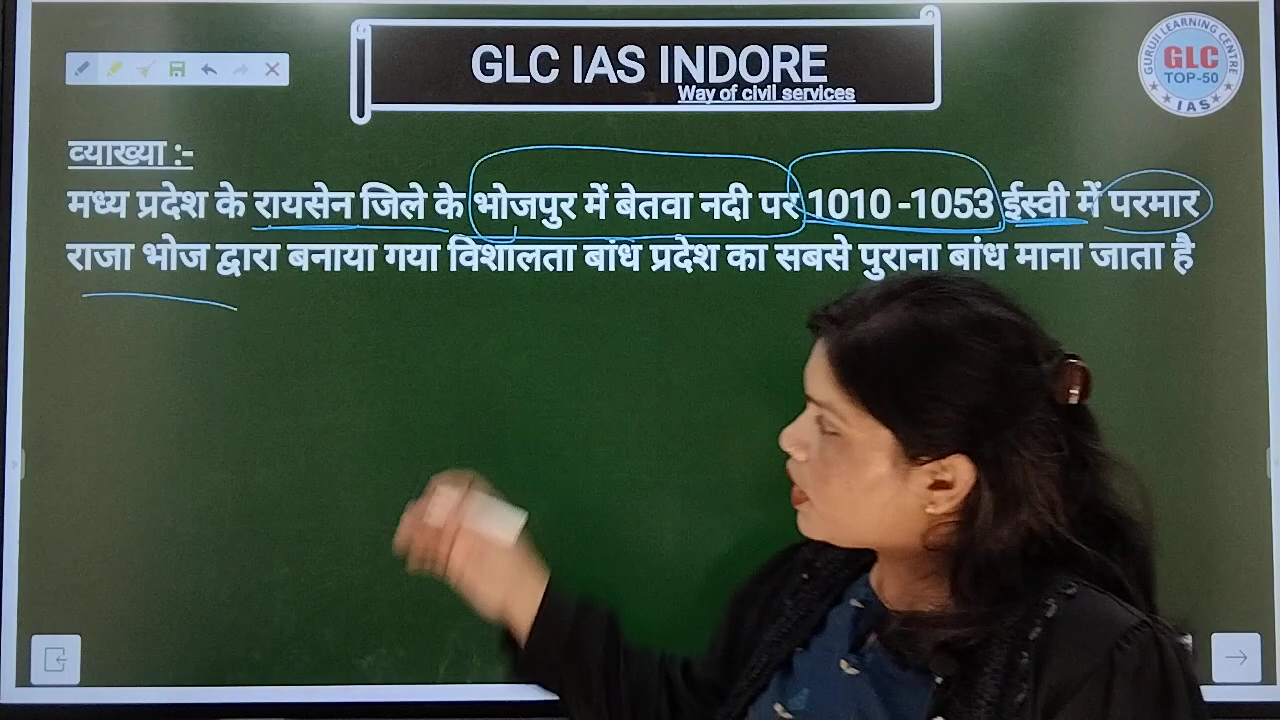 GLC IAS INDORE
Way of civil services
GURUJI LEARNING CENTRE
GLC
TOP-50
IAS
व्याख्या :-
मध्य प्रदेश के रायसेन जिले के भोजपुर में बेतवा नदी पर 1010 -1053 ईस्वी में परमार
राजा भोज द्वारा बनाया गया विशालता बांध प्रदेश का सबसे पुराना बांध माना जाता है